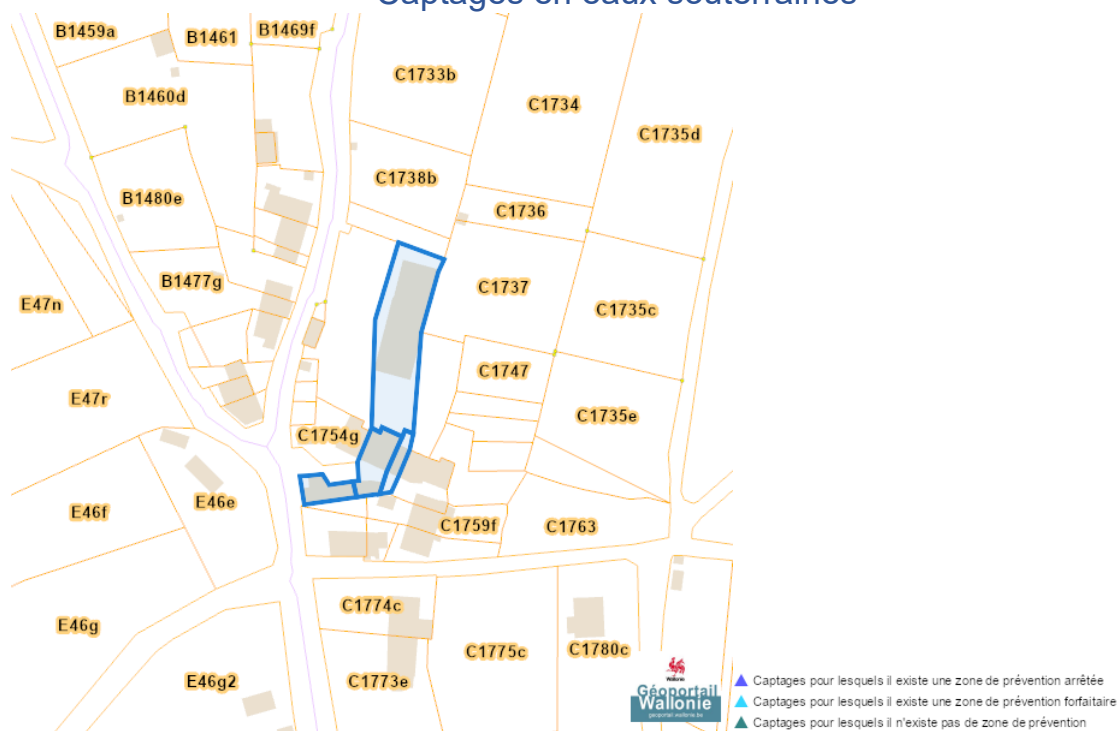 Captages en eaux souterraines
B1459a
B1461
B1469f
C1733b
B1460d
C1734
C1735d
C1738b
B1480e
C1736
B1477g
C1737
E47n
C1735c
C1747
E47r
C1735e
C1754g
E46e
E46f
C1759f
C1763
C1774c
E46g
C1775c
C1780c
E46g2
C1773e
Wallonie
Géoportail
Wallonie
geoportail.wallonie.be
Captages pour lesquels il existe une zone de prévention arrêtée
Captages pour lesquels il existe une zone de prévention forfaitaire
Captages pour lesquels il n'existe pas de zone de prévention